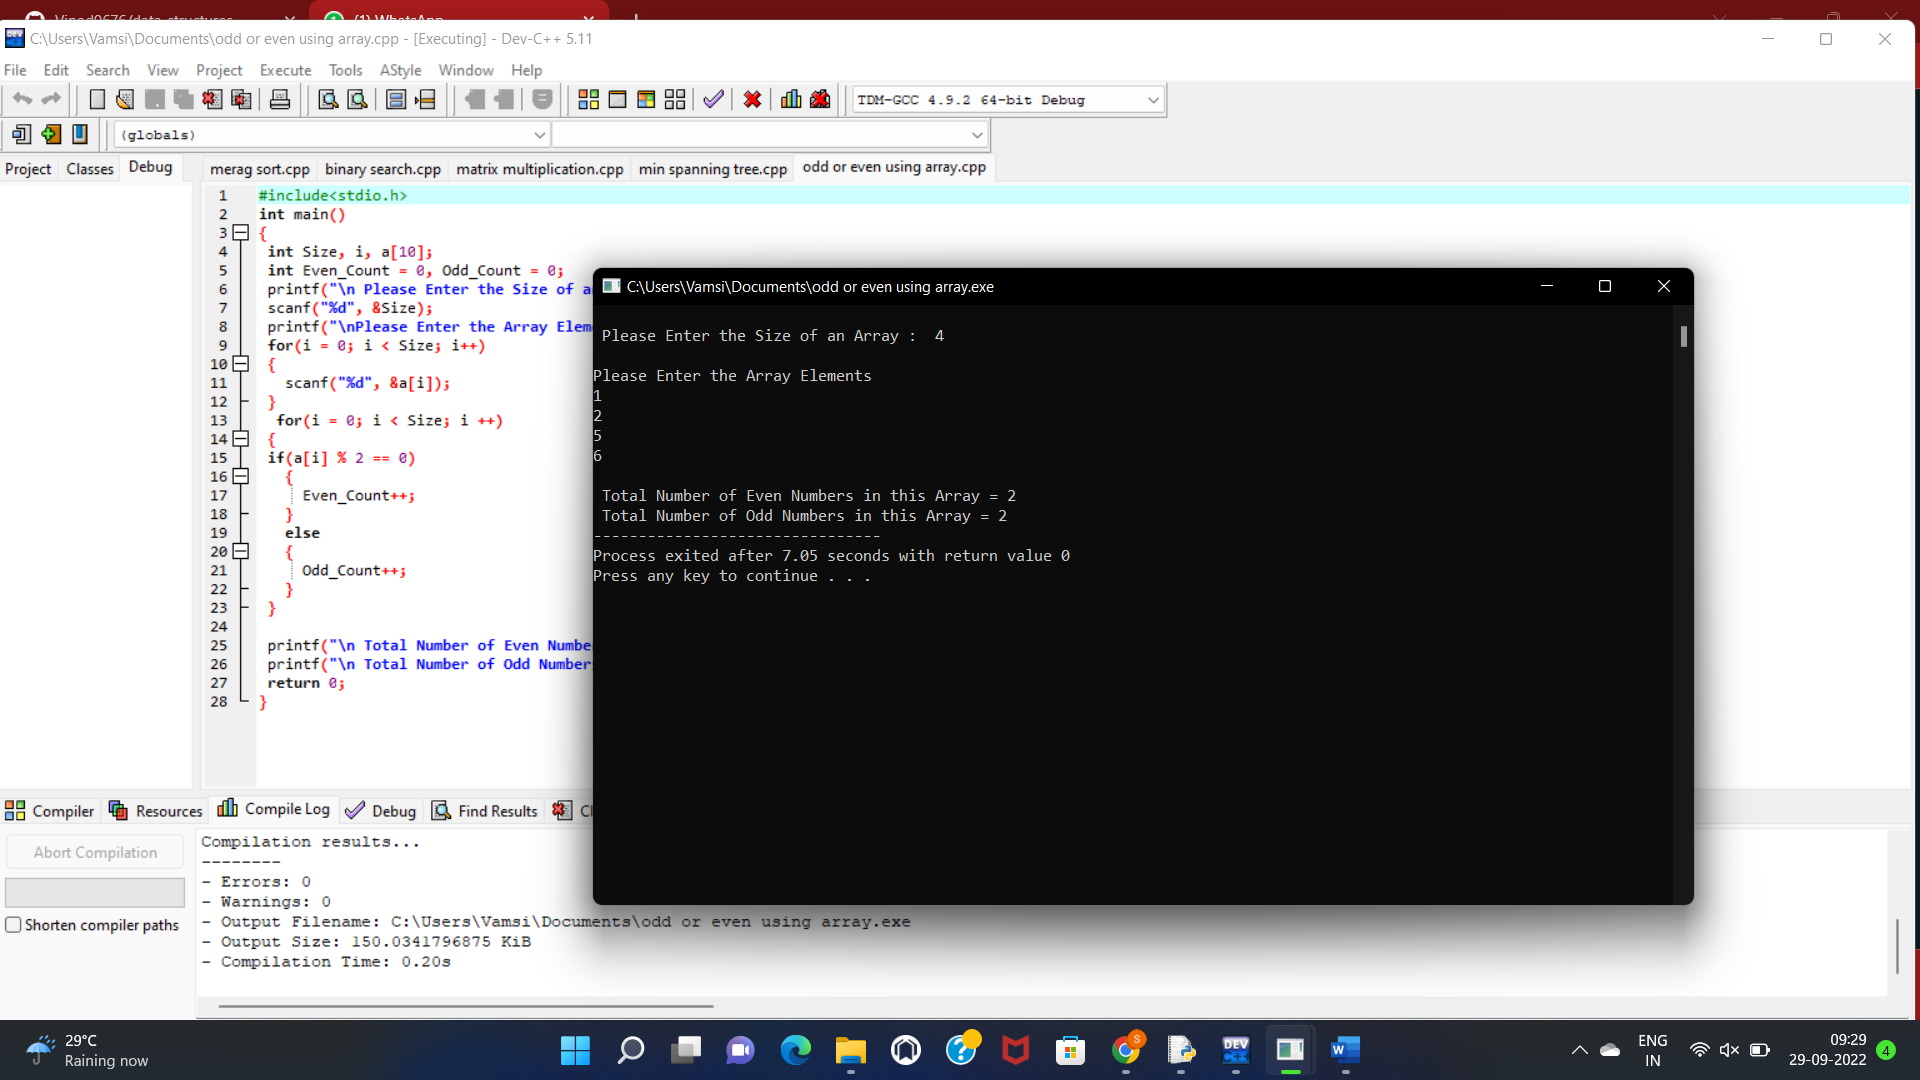 Vinod9676/data-structures
(1) WhatsApp
C:\Users\Vamsi\Documents\odd or even using array.cpp - [Executing] - Dev-C++ 5.11
File Edit Search View Project Execute Tools AStyle Window Help
TDM-GCC 4.9.2 64-bit Debug
(globals)
Project Classes Debug
merag sort.cpp binary search.cpp matrix multiplication.cpp min spanning tree.cpp odd or even using array.cpp
1 #include<stdio.h>
2 int main()
3 {
4 int Size, i, a[10];
5 int Even_Count = 0, Odd_Count = 0;
6 printf("\n Please Enter the Size of a
7 scanf("%d", &Size);
8 printf("\nPlease Enter the Array Elem
9 for(i = 0; i < Size; i++)
10 {
11 scanf("%d", &a[i]);
12 }
13 for(i = 0; i < Size; i ++)
14 {
15 if(a[i] % 2 == 0)
16 {
17 Even_Count++;
18 }
19 else
20 {
21 Odd_Count++;
22 }
23 }
24
25 printf("\n Total Number of Even Numbe
26 printf("\n Total Number of Odd Number
27 return 0;
28 }
C:\Users\Vamsi\Documents\odd or even using array.exe
Please Enter the Size of an Array : 4
Please Enter the Array Elements
1
2
5
6
Total Number of Even Numbers in this Array = 2
Total Number of Odd Numbers in this Array = 2
--------------------------------
Process exited after 7.05 seconds with return value 0
Press any key to continue . . .
Compiler Resources Compile Log Debug Find Results Cl
Abort Compilation
Shorten compiler paths
Compilation results...
--------
- Errors: 0
- Warnings: 0
- Output Filename: C:\Users\Vamsi\Documents\odd or even using array.exe
- Output Size: 150.0341796875 KiB
- Compilation Time: 0.20s
29°C
Raining now
S
DEV
C++
W
ENG
IN
09:29
29-09-2022
4